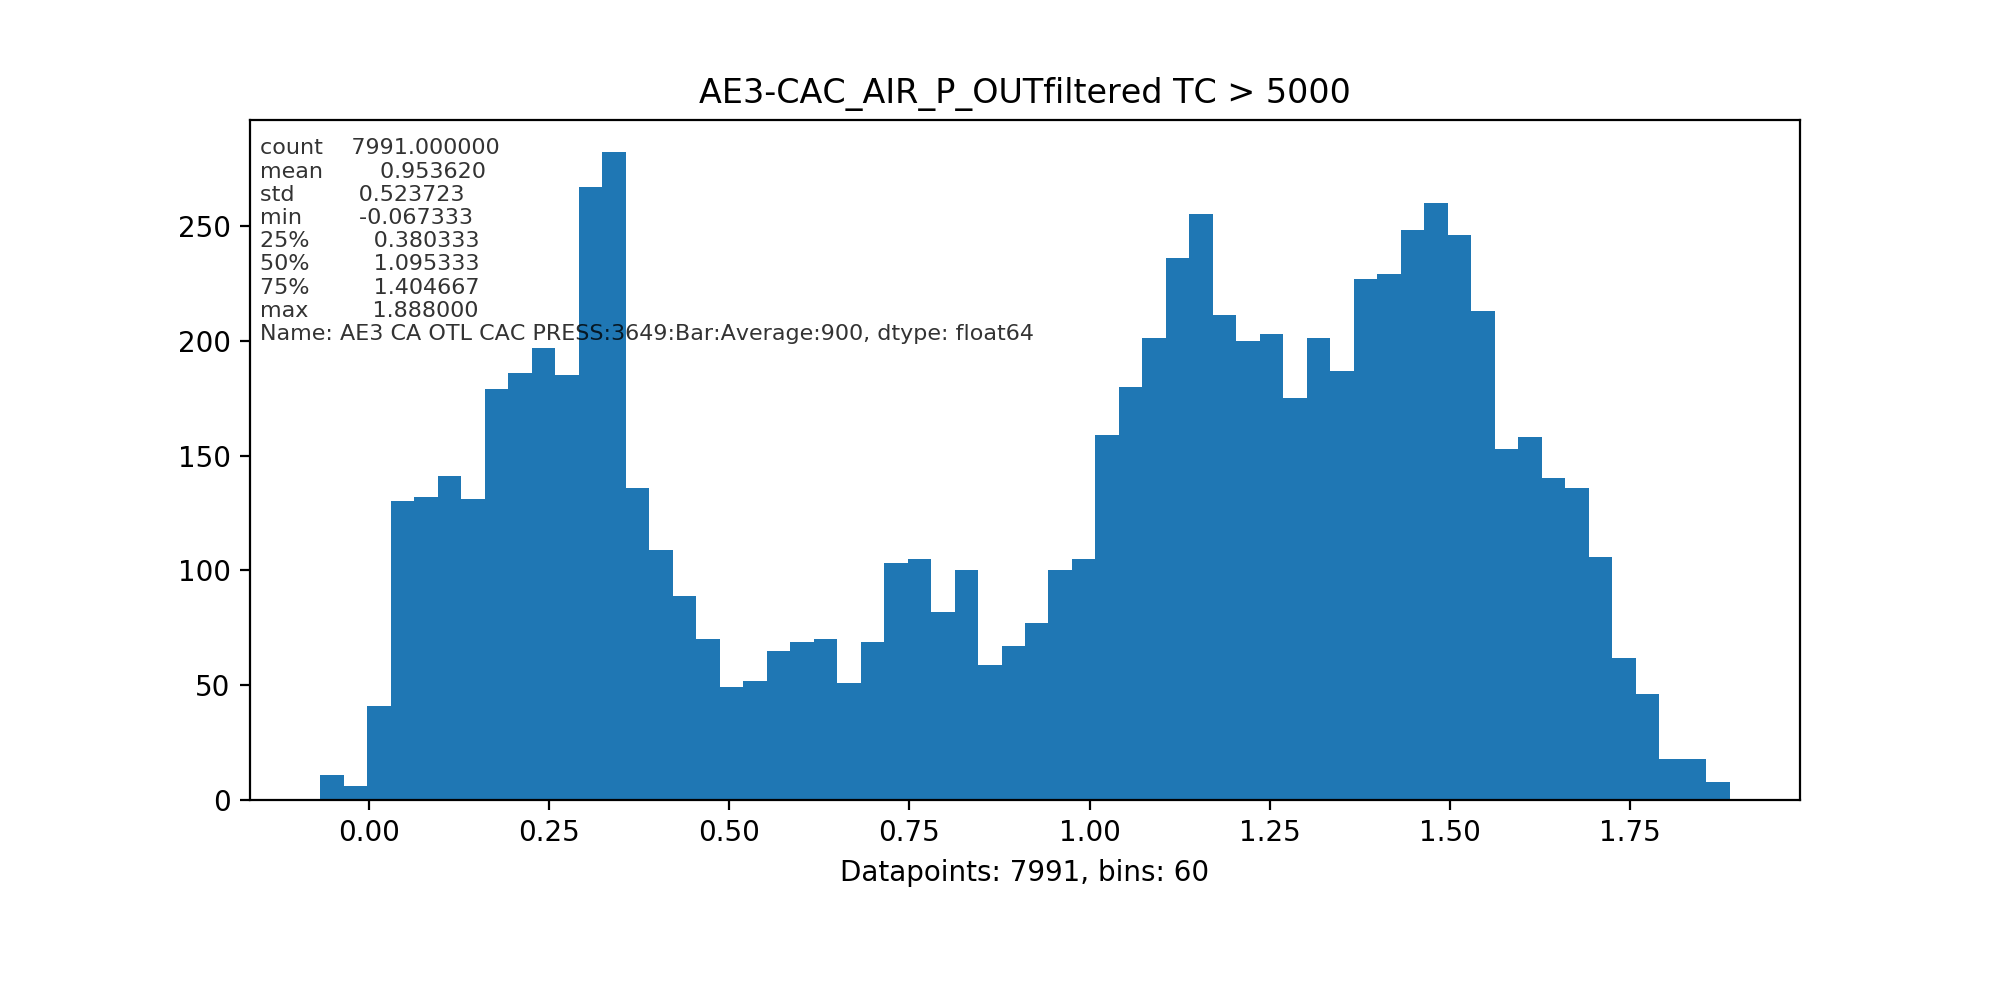 AE3-CAC_AIR_P_OUTfiltered TC > 5000
count 7991.000000
mean 0.953620
std 0.523723
min -0.067333
25% 0.380333
50% 1.095333
75% 1.404667
max 1.888000
Name: AE3 CA OTL CAC PRESS:3649:Bar:Average:900, dtype: float64
250
200
150
100
50
0
0.00 0.25 0.50 0.75 1.00 1.25 1.50 1.75
Datapoints: 7991, bins: 60